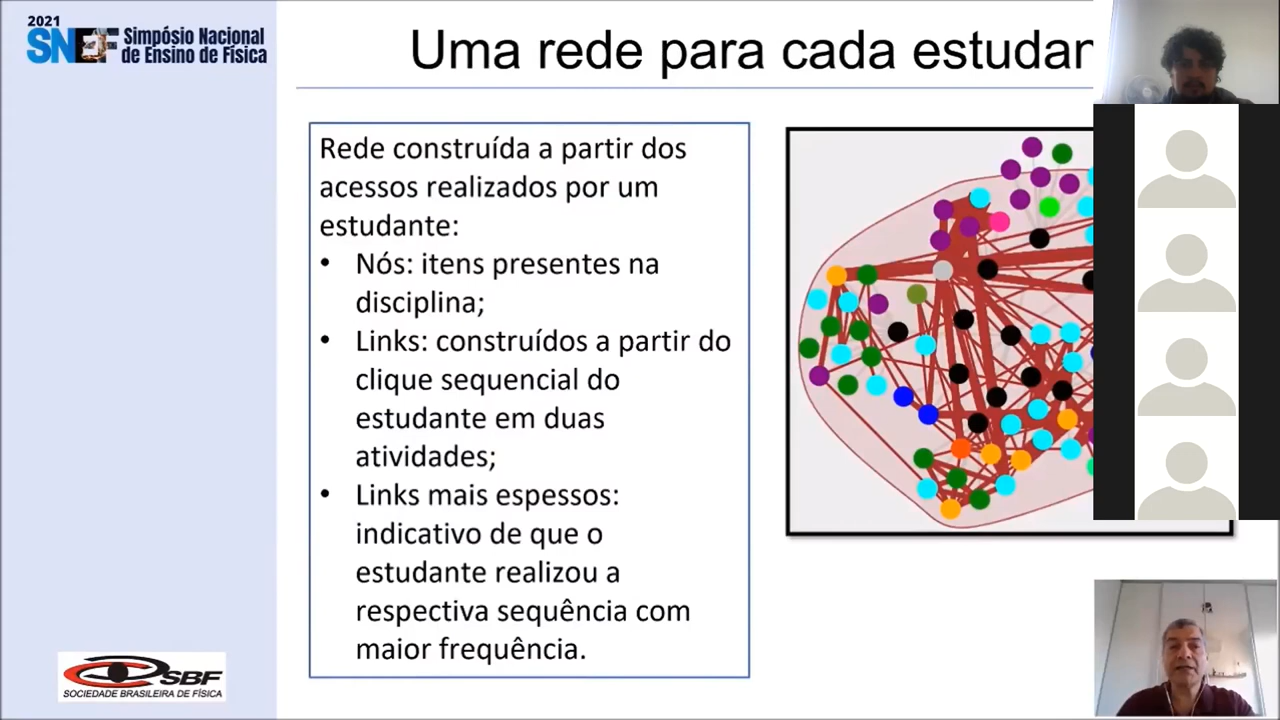 2021
SNEF Simpósio Nacional
de Ensino de Física
Uma rede para cada estudan
Rede construída a partir dos
acessos realizados por um
estudante:
• Nós: itens presentes na
disciplina;
• Links: construídos a partir do
clique sequencial do
estudante em duas
atividades;
• Links mais espessos:
indicativo de que o
estudante realizou a
respectiva sequência com
maior frequência.
SBF
SOCIEDADE BRASILEIRA DE FÍSICA